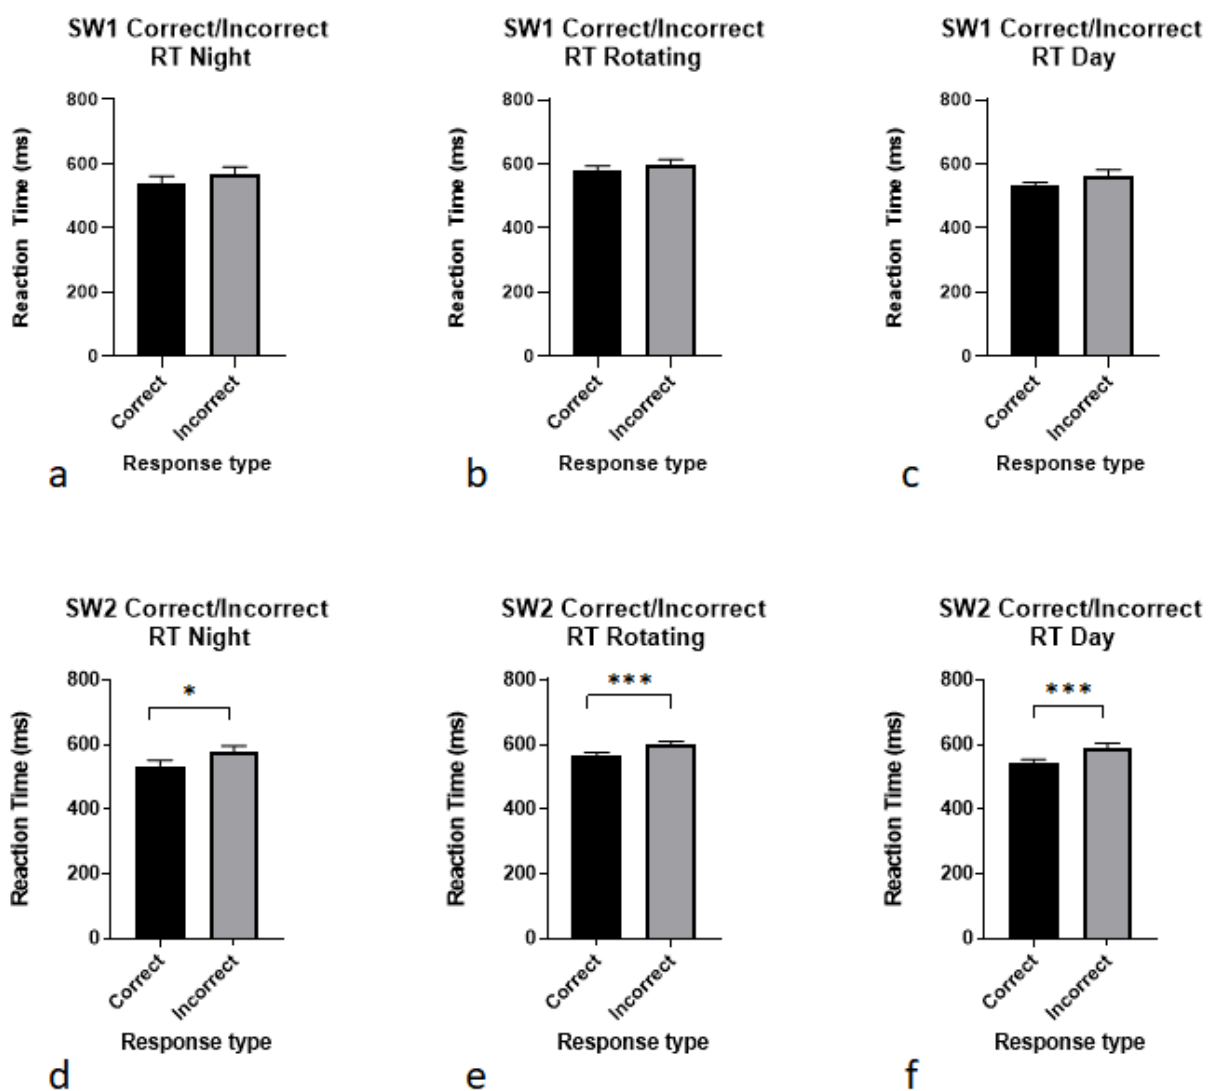 SW1 Correct/Incorrect
RT Night
800
600
400
200
0
Reaction Time (ms)
Correct
Incorrect
Response type
a
SW1 Correct/Incorrect
RT Rotating
800
600
400
200
0
Reaction Time (ms)
Correct
Incorrect
Response type
b
SW1 Correct/Incorrect
RT Day
800
600
400
200
0
Reaction Time (ms)
Correct
Incorrect
Response type
c
SW2 Correct/Incorrect
RT Night
800
600
400
200
0
Reaction Time (ms)
*
Correct
Incorrect
Response type
d
SW2 Correct/Incorrect
RT Rotating
800
600
400
200
0
Reaction Time (ms)
***
Correct
Incorrect
Response type
e
SW2 Correct/Incorrect
RT Day
800
600
400
200
0
Reaction Time (ms)
***
Correct
Incorrect
Response type
f